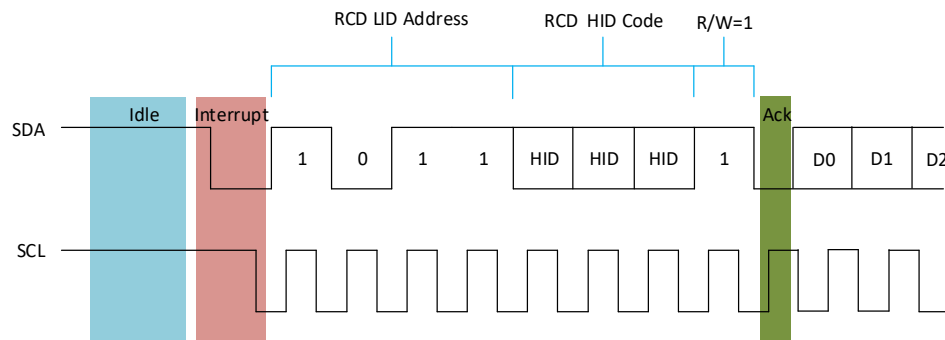 RCD LID Address RCD HID Code R/W=1
Idle Interrupt Ack
SDA 1 0 1 1 HID HID HID 1 D0 D1 D2
SCL